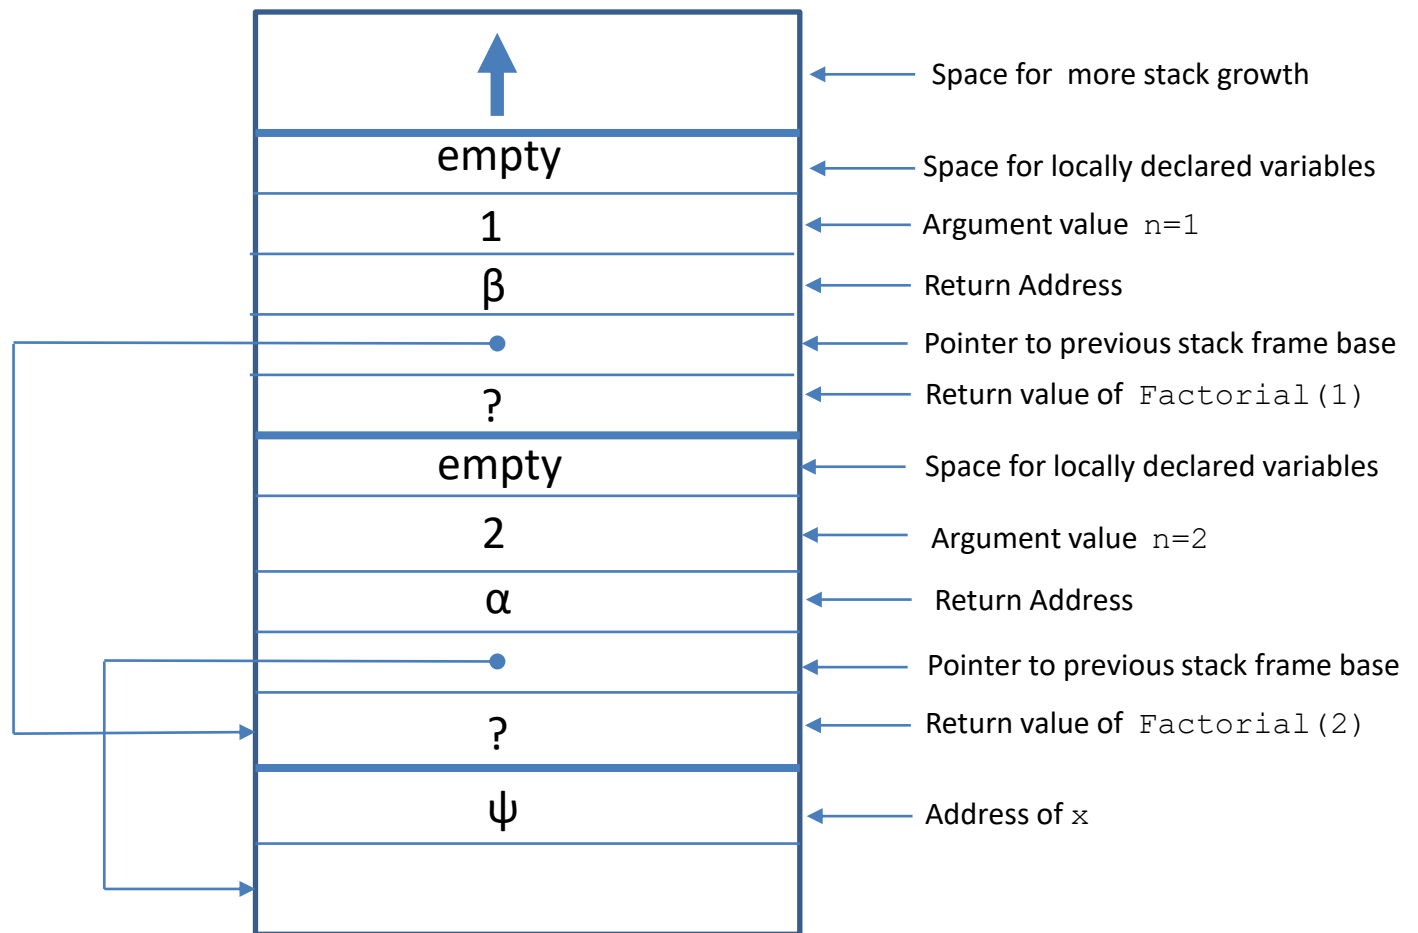 Space for more stack growth
empty
Space for locally declared variables
1
Argument value n=1
β
Return Address
Pointer to previous stack frame base
?
Return value of Factorial(1)
empty
Space for locally declared variables
2
Argument value n=2
α
Return Address
Pointer to previous stack frame base
?
Return value of Factorial(2)
ψ
Address of x